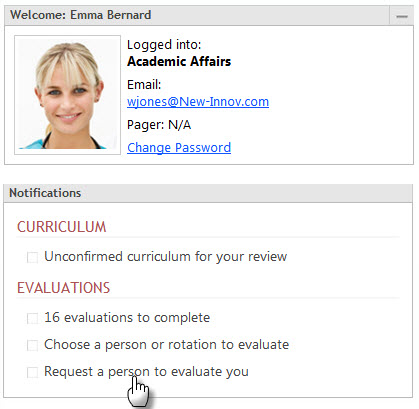 Welcome: Emma Bernard
Logged into:
Academic Affairs
Email:
wjones@New-Innov.com
Pager: N/A
Change Password
Notifications
CURRICULUM
Unconfirmed curriculum for your review
EVALUATIONS
16 evaluations to complete
Choose a person or rotation to evaluate
Request a person to evaluate you